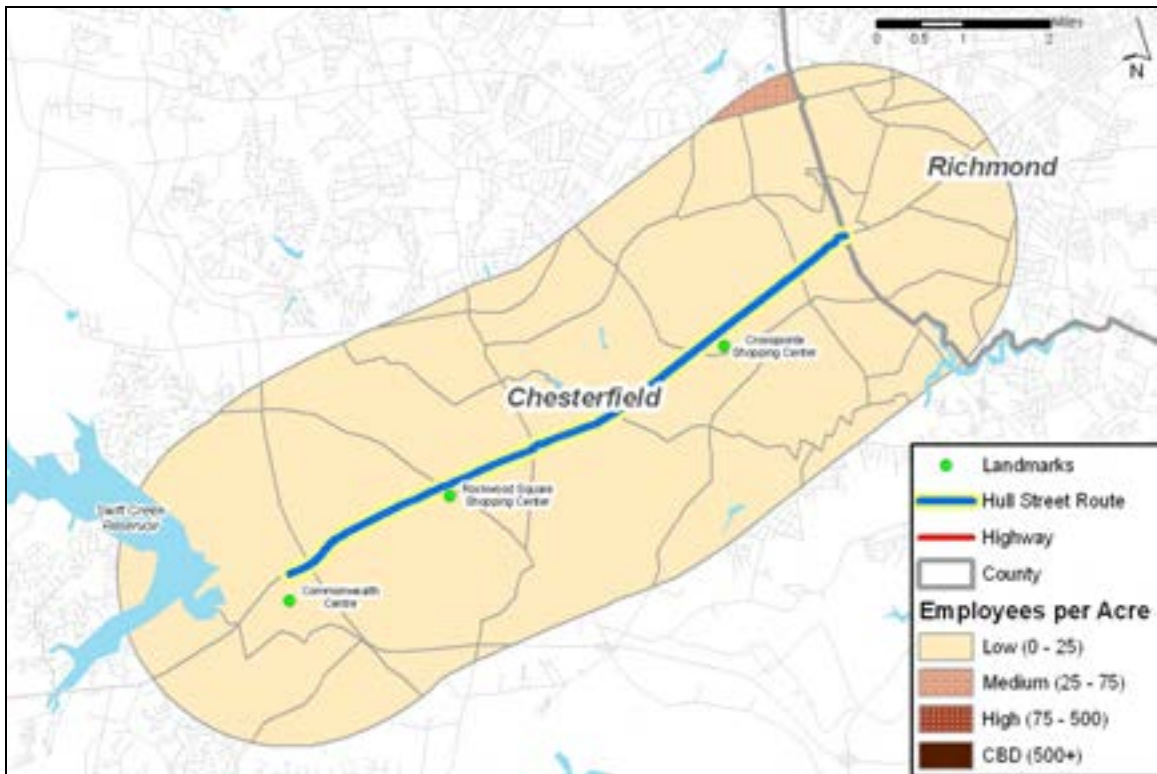 Miles
0 0.5 1 2
N
Richmond
Crosspointe
Shopping Center
Chesterfield
Rockwood Square
Shopping Center
Swift Creek
Reservoir
Commonwealth
Centre
Landmarks
Hull Street Route
Highway
County
Employees per Acre
Low (0 - 25)
Medium (25 - 75)
High (75 - 500)
CBD (500+)